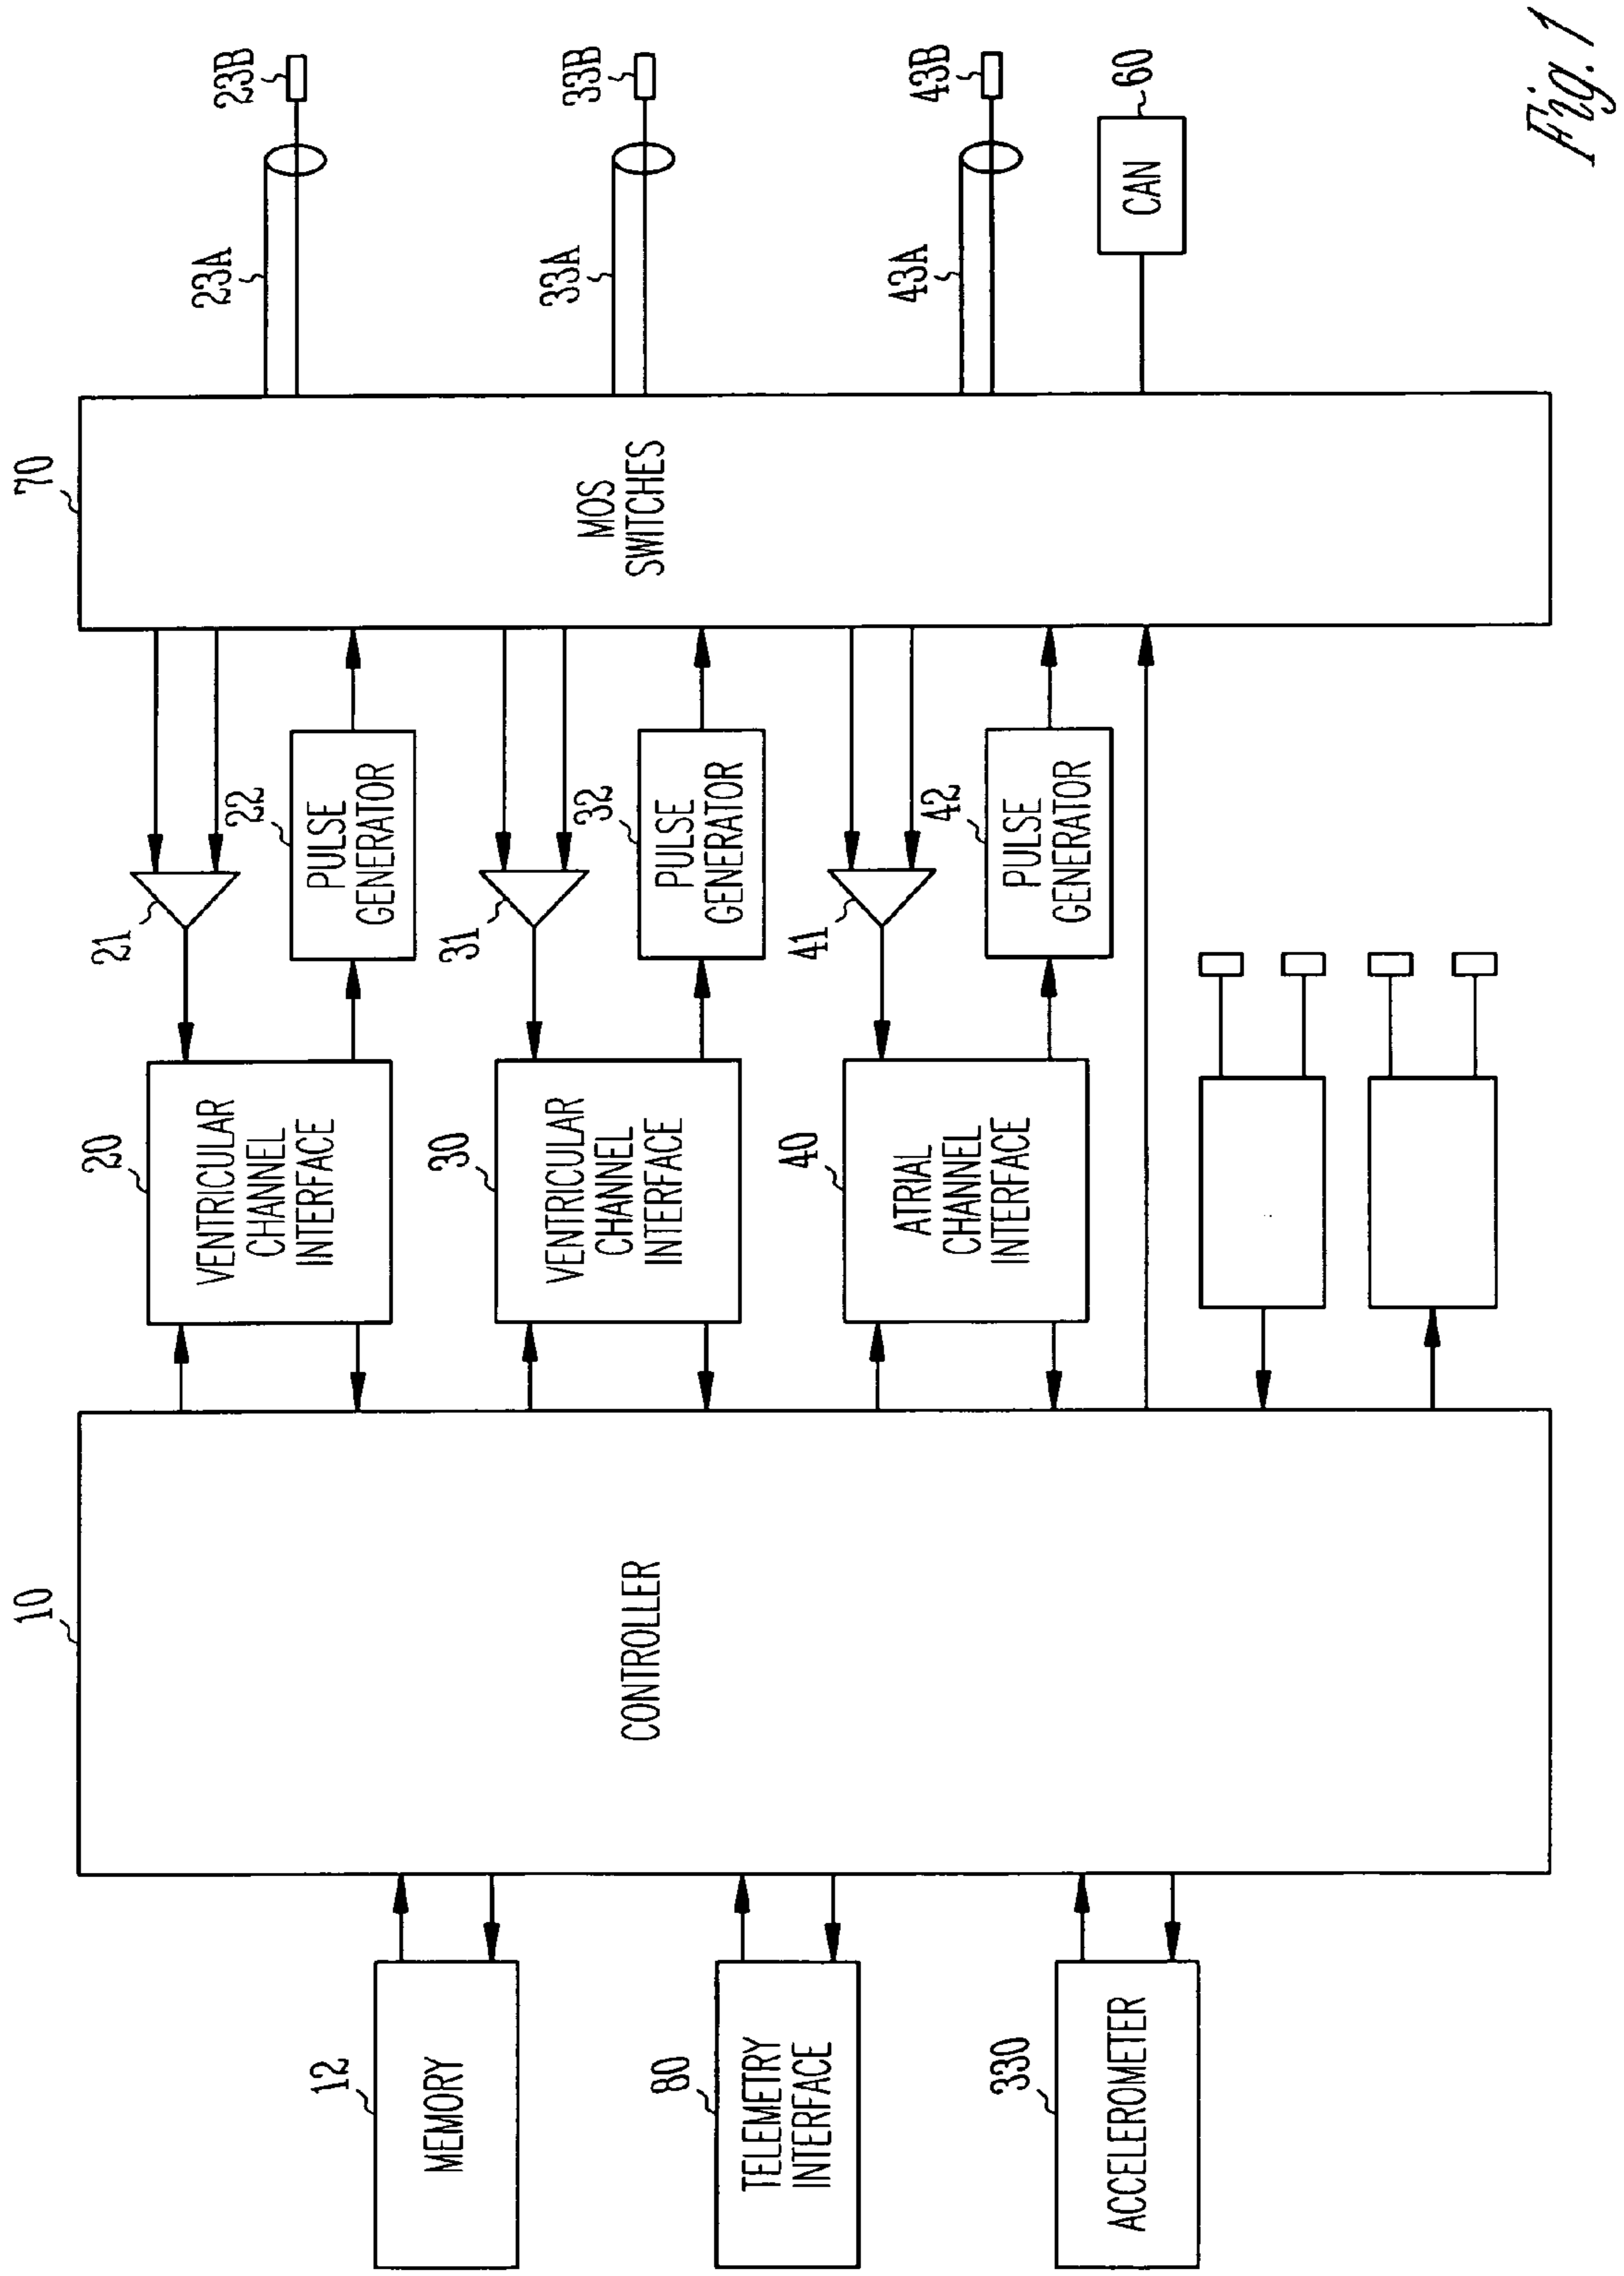 10
CONTROLLER
12
MEMORY
80
TELEMETRY
INTERFACE
330
ACCELEROMETER
20
VENTRICULAR
CHANNEL
INTERFACE
21
22
PULSE
GENERATOR
30
VENTRICULAR
CHANNEL
INTERFACE
31
32
PULSE
GENERATOR
40
ATRIAL
CHANNEL
INTERFACE
41
42
PULSE
GENERATOR
70
MOS
SWITCHES
23A
23B
33A
33B
43A
43B
60
CAN
Fig. 1